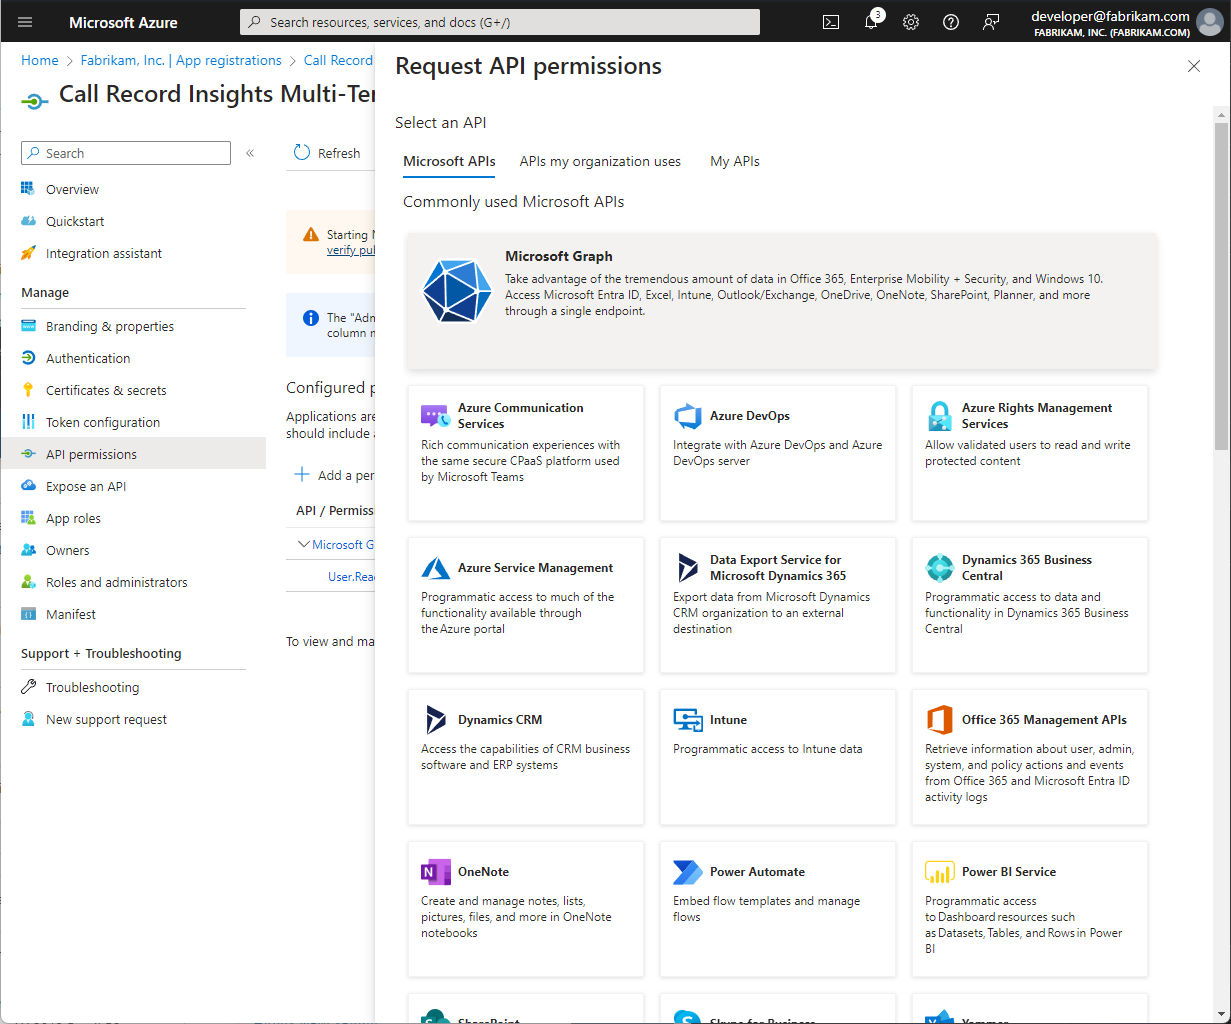 Microsoft Azure
Search resources, services, and docs (G+/)
3
developer@fabrikam.com
FABRIKAM, INC. (FABRIKAM.COM)
Home > Fabrikam, Inc. | App registrations > Call Record
Call Record Insights Multi-Ter
Search
«
Overview
Quickstart
Integration assistant
Manage
Branding & properties
Authentication
Certificates & secrets
Token configuration
API permissions
Expose an API
App roles
Owners
Roles and administrators
Manifest
Support + Troubleshooting
Troubleshooting
New support request
Refresh
Starting N
verify pub
The "Adm
column n
Configured p
Applications are
should include a
Add a per
API / Permiss
Microsoft G
User.Read
To view and ma
Request API permissions
Select an API
Microsoft APIs
APIs my organization uses
My APIs
Commonly used Microsoft APIs
Microsoft Graph
Take advantage of the tremendous amount of data in Office 365, Enterprise Mobility + Security, and Windows 10.
Access Microsoft Entra ID, Excel, Intune, Outlook/Exchange, OneDrive, OneNote, SharePoint, Planner, and more
through a single endpoint.
Azure Communication
Services
Rich communication experiences with
the same secure CPaaS platform used
by Microsoft Teams
Azure DevOps
Integrate with Azure DevOps and Azure
DevOps server
Azure Rights Management
Services
Allow validated users to read and write
protected content
Azure Service Management
Programmatic access to much of the
functionality available through
the Azure portal
Data Export Service for
Microsoft Dynamics 365
Export data from Microsoft Dynamics
CRM organization to an external
destination
Dynamics 365 Business
Central
Programmatic access to data and
functionality in Dynamics 365 Business
Central
Dynamics CRM
Access the capabilities of CRM business
software and ERP systems
Intune
Programmatic access to Intune data
Office 365 Management APIs
Retrieve information about user, admin,
system, and policy actions and events
from Office 365 and Microsoft Entra ID
activity logs
OneNote
Create and manage notes, lists,
pictures, files, and more in OneNote
notebooks
Power Automate
Embed flow templates and manage
flows
Power BI Service
Programmatic access
to Dashboard resources such
as Datasets, Tables, and Rows in Power
BI
SharePoint
Skype for Business
Yammer